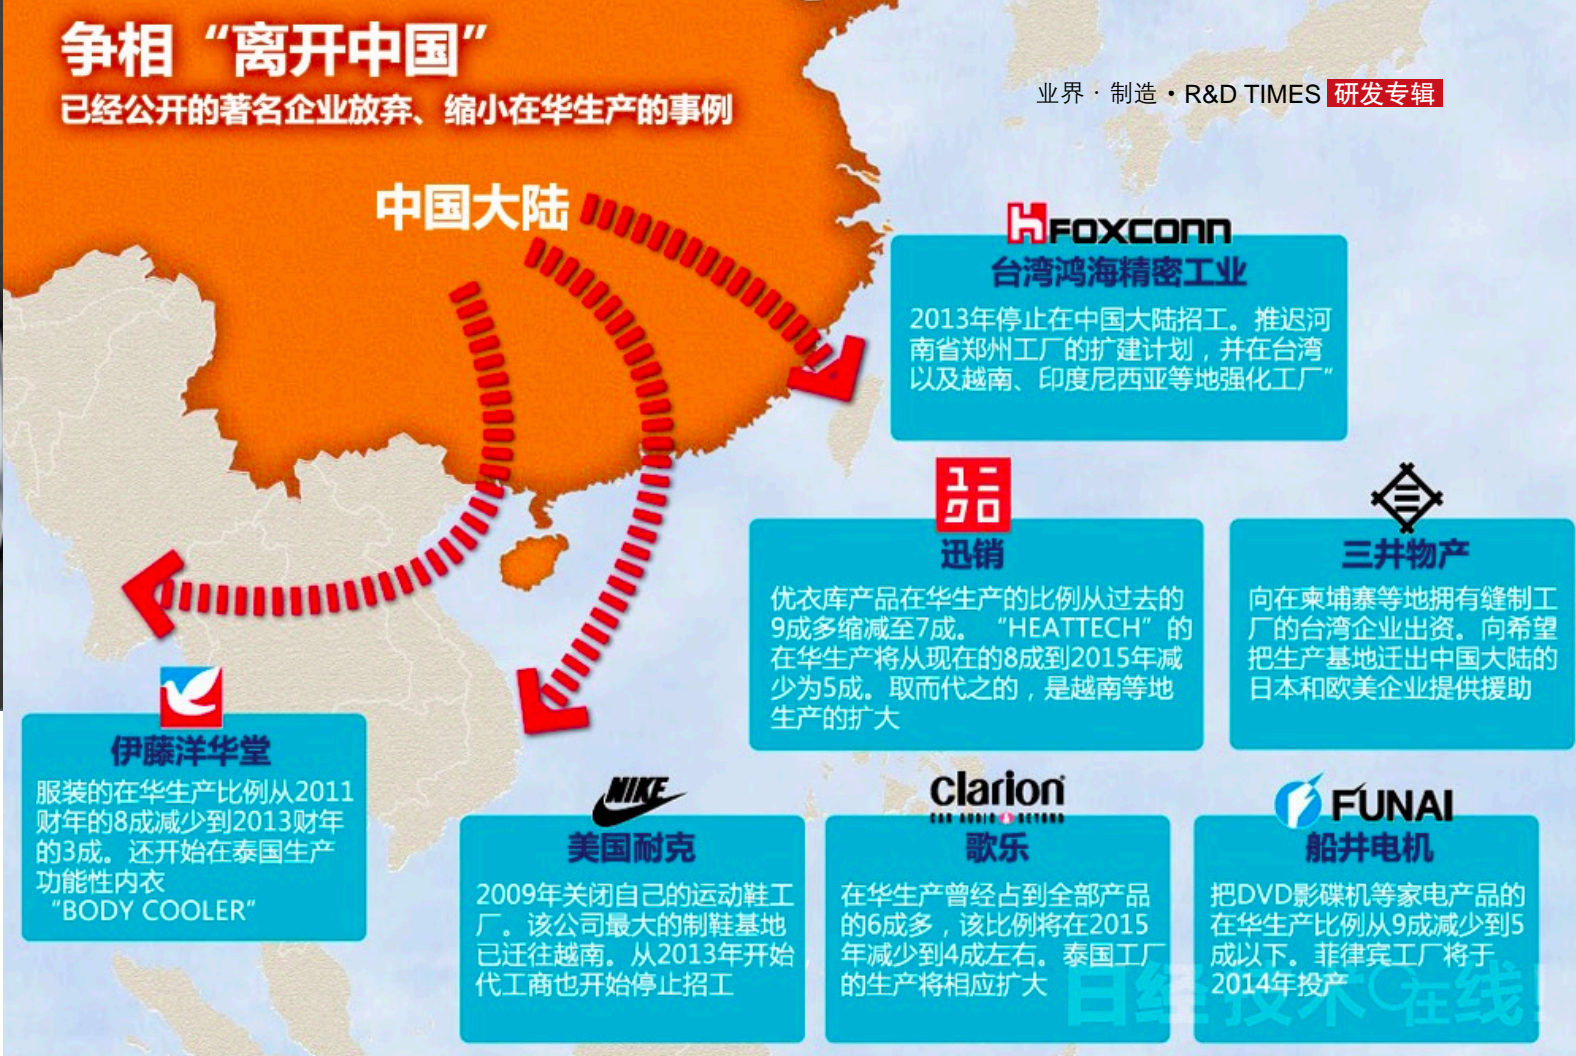 争相“离开中国”
已经公开的著名企业放弃、缩小在华生产的事例
业界·制造·R&D TIMES 研发专辑
中国大陆
FOXCONN
台湾鸿海精密工业
2013年停止在中国大陆招工。推迟河
南省郑州工厂的扩建计划，并在台湾
以及越南、印度尼西亚等地强化工厂”
ユニ
クロ
迅销
优衣库产品在华生产的比例从过去的
9成多缩减至7成。“HEATTECH”的
在华生产将从现在的8成到2015年减
少为5成。取而代之的，是越南等地
生产的扩大
三井物产
向在柬埔寨等地拥有缝制工
厂的台湾企业出资。向希望
把生产基地迁出中国大陆的
日本和欧美企业提供援助
伊藤洋华堂
服装的在华生产比例从2011
财年的8成减少到2013财年
的3成。还开始在泰国生产
功能性内衣
“BODY COOLER”
NIKE
美国耐克
2009年关闭自己的运动鞋工
厂。该公司最大的制鞋基地
已迁往越南。从2013年开始
代工商也开始停止招工
clarion
CAR AUDIO & BEYOND
歌乐
在华生产曾经占到全部产品
的6成多，该比例将在2015
年减少到4成左右。泰国工厂
的生产将相应扩大
FUNAI
船井电机
把DVD影碟机等家电产品的
在华生产比例从9成减少到5
成以下。菲律宾工厂将于
2014年投产
日经技术在线!